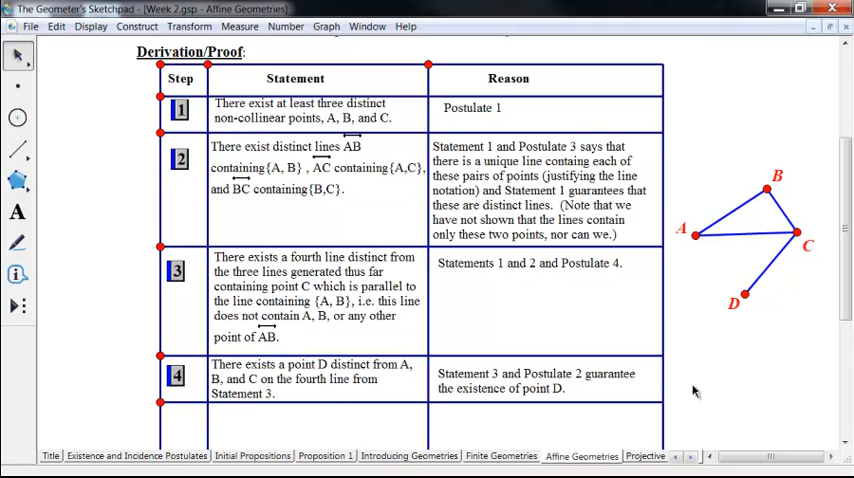 The Geometer's Sketchpad - [Week 2.gsp - Affine Geometries]
File Edit Display Construct Transform Measure Number Graph Window Help
Derivation/Proof:
Step Statement Reason
1 There exist at least three distinct
non-collinear points, A, B, and C.
Postulate 1
2 There exist distinct lines AB
containing{A, B} , AC containing{A,C},
and BC containing{B,C}.
Statement 1 and Postulate 3 says that
there is a unique line containg each of
these pairs of points (justifying the line
notation) and Statement 1 guarantees that
these are distinct lines. (Note that we
have not shown that the lines contain
only these two points, nor can we.)
3 There exists a fourth line distinct from
the three lines generated thus far
containing point C which is parallel to
the line containing {A, B}, i.e. this line
does not contain A, B, or any other
point of AB.
Statements 1 and 2 and Postulate 4.
4 There exists a point D distinct from A,
B, and C on the fourth line from
Statement 3.
Statement 3 and Postulate 2 guarantee
the existence of point D.
B
A
C
D
A
Title Existence and Incidence Postulates Initial Propositions Proposition 1 Introducing Geometries Finite Geometries Affine Geometries Projective